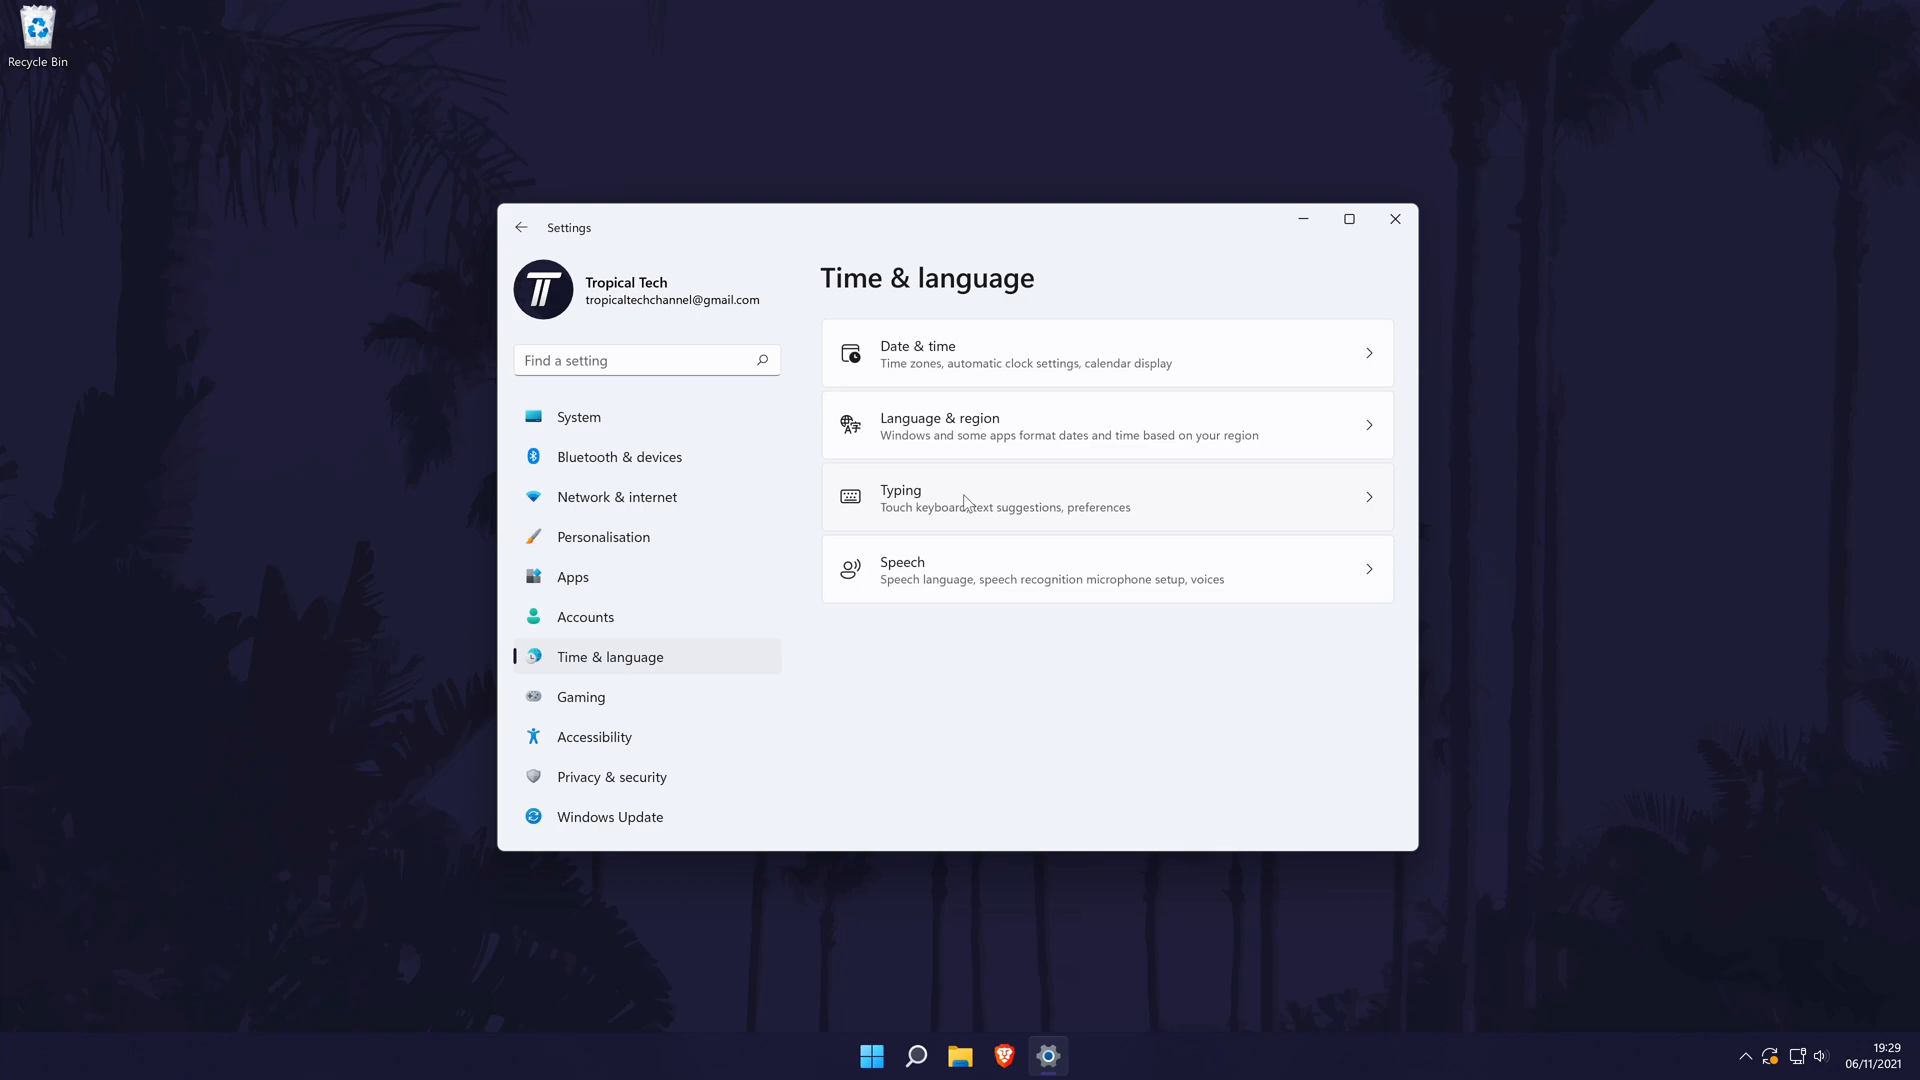 Recycle Bin
Settings
Tropical Tech
tropicaltechchannel@gmail.com
Find a setting
System
Bluetooth & devices
Network & internet
Personalisation
Apps
Accounts
Time & language
Gaming
Accessibility
Privacy & security
Windows Update
Time & language
Date & time
Time zones, automatic clock settings, calendar display
Language & region
Windows and some apps format dates and time based on your region
Typing
Touch keyboard, text suggestions, preferences
Speech
Speech language, speech recognition microphone setup, voices
19:29
06/11/2021